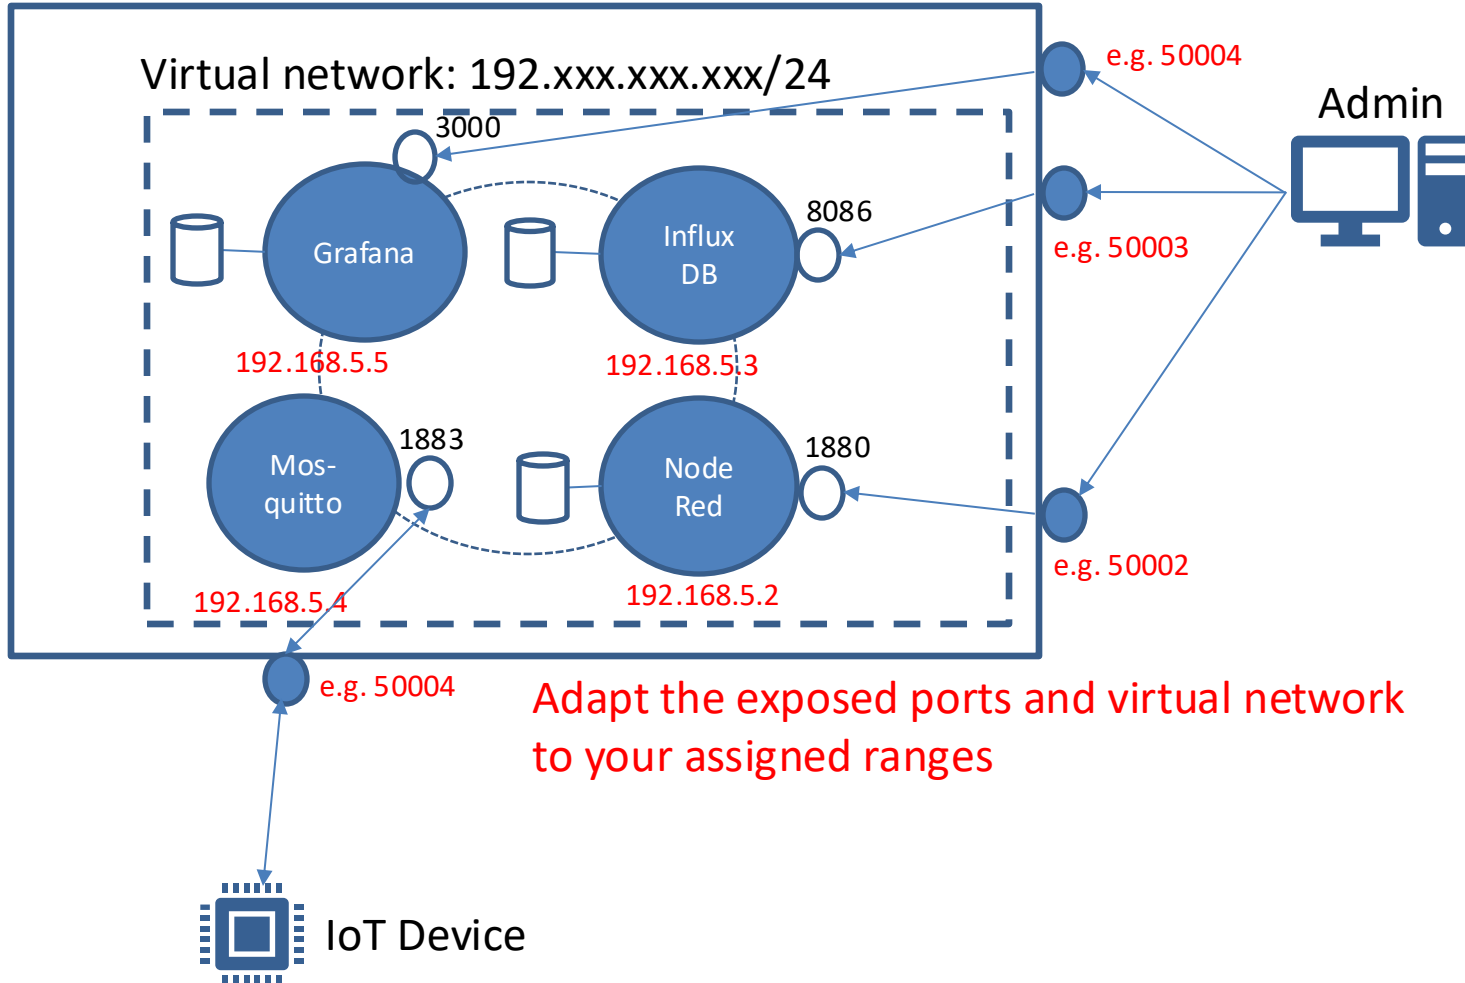 Virtual network: 192.xxx.xxx.xxx/24
e.g. 50004
Admin
3000
Grafana
Influx
DB
8086
e.g. 50003
192.168.5.5
192.168.5.3
Mos-
quitto
1883
Node
Red
1880
192.168.5.4
192.168.5.2
e.g. 50002
e.g. 50004
Adapt the exposed ports and virtual network
to your assigned ranges
IoT Device